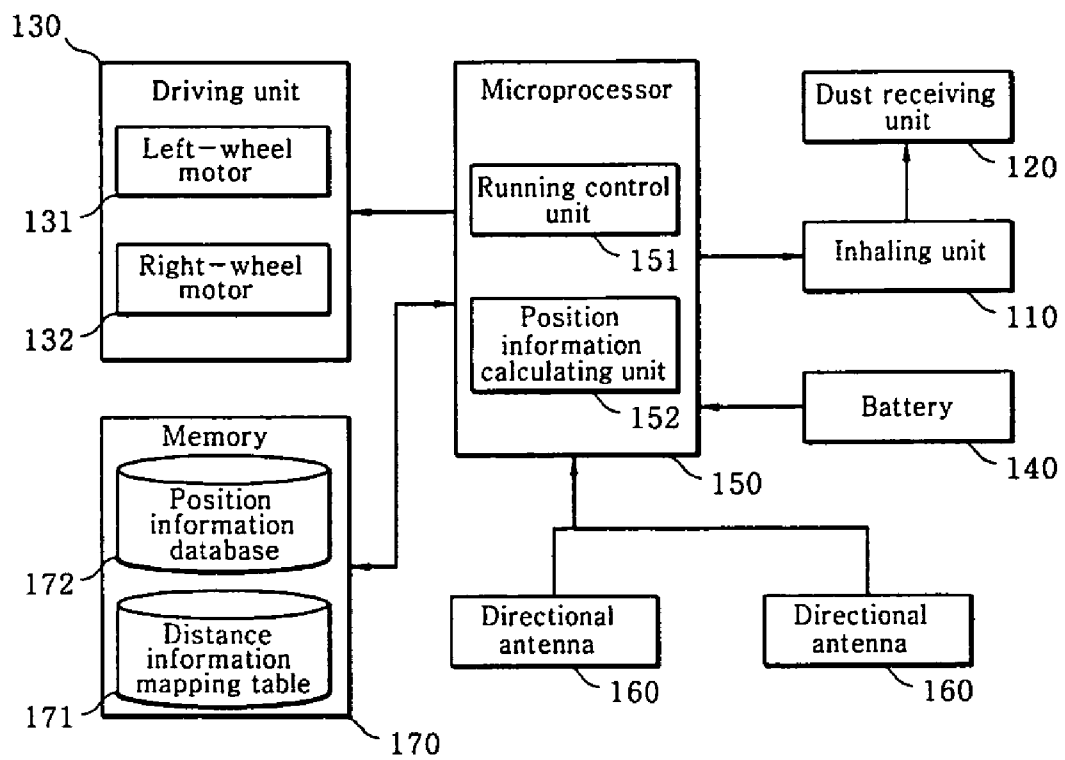 130
Driving unit
Left-wheel
motor
131
Right-wheel
motor
132
Memory
Position
information
database
172
Distance
information
mapping table
171
170
Microprocessor
Running control
unit
151
Position
information
calculating unit
152
150
Dust receiving
unit
120
Inhaling unit
110
Battery
140
Directional
antenna
160
Directional
antenna
160